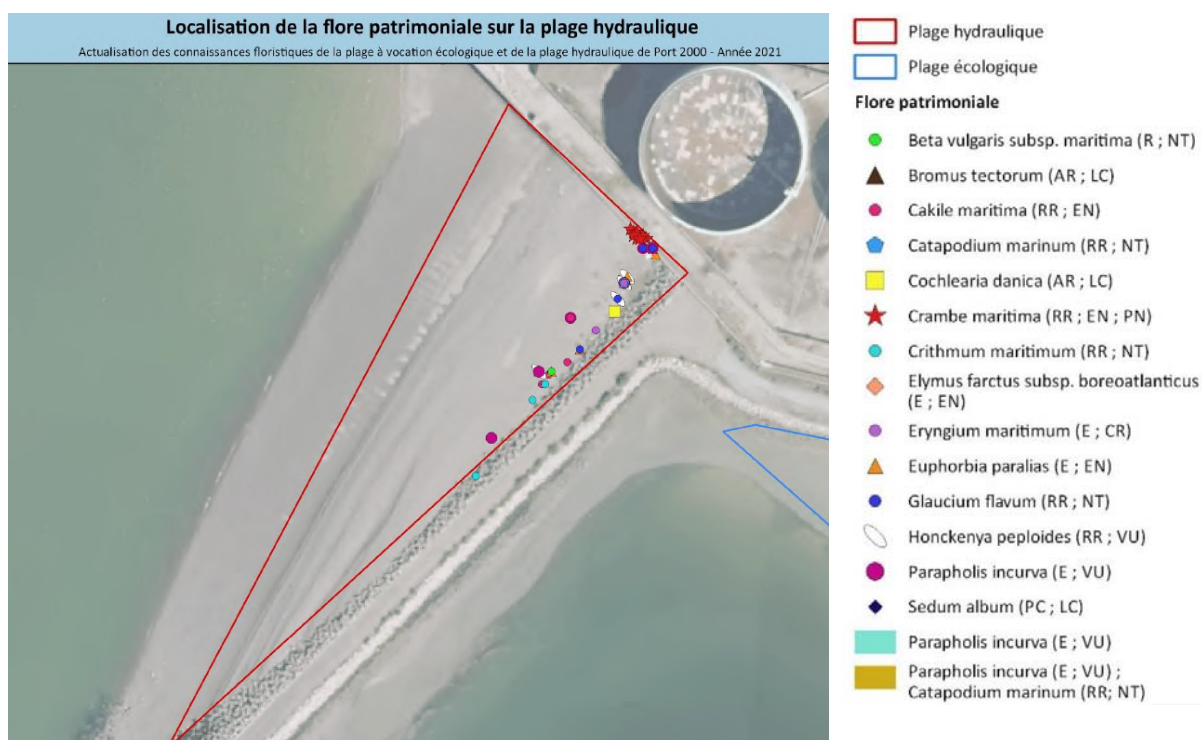 Localisation de la flore patrimoniale sur la plage hydraulique
Actualisation des connaissances floristiques de la plage à vocation écologique et de la plage hydraulique de Port 2000 - Année 2021
Plage hydraulique
Plage écologique
Flore patrimoniale
Beta vulgaris subsp. maritima (R ; NT)
Bromus tectorum (AR ; LC)
Cakile maritima (RR ; EN)
Catapodium marinum (RR ; NT)
Cochlearia danica (AR ; LC)
Crambe maritima (RR ; EN ; PN)
Crithmum maritimum (RR ; NT)
Elymus farctus subsp. boreoatlanticus
(E ; EN)
Eryngium maritimum (E ; CR)
Euphorbia paralias (E ; EN)
Glaucium flavum (RR ; NT)
Honckenya peploides (RR ; VU)
Parapholis incurva (E ; VU)
Sedum album (PC ; LC)
Parapholis incurva (E ; VU)
Parapholis incurva (E ; VU) ;
Catapodium marinum (RR; NT)